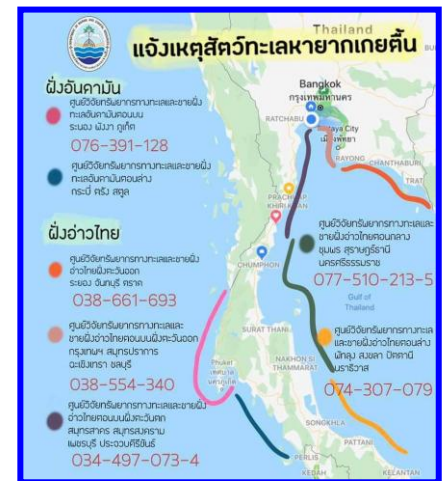 แจ้งเหตุสัตว์ทะเลหายากเกยตื้น
ฝั่งอันดามัน
ศูนย์วิจัยทรัพยากรทางทะเลและชายฝั่ง
ทะเลอันดามันตอนบน
ระนอง พังงา ภูเก็ต
076-391-128
ศูนย์วิจัยทรัพยากรทางทะเลและชายฝั่ง
ทะเลอันดามันตอนล่าง
กระบี่ ตรัง สตูล
ฝั่งอ่าวไทย
ศูนย์วิจัยทรัพยากรทางทะเลและชายฝั่ง
อ่าวไทยฝั่งตะวันออก
ระยอง จันทบุรี ตราด
038-661-693
ศูนย์วิจัยทรัพยากรทางทะเลและ
ชายฝั่งอ่าวไทยตอนบนฝั่งตะวันออก
กรุงเทพฯ สมุทรปราการ
ฉะเชิงเทรา ชลบุรี
038-554-340
ศูนย์วิจัยทรัพยากรทางทะเลและชายฝั่ง
อ่าวไทยตอนบนฝั่งตะวันตก
สมุทรสาคร สมุทรสงคราม
เพชรบุรี ประจวบคีรีขันธ์
034-497-073-4
ศูนย์วิจัยทรัพยากรทางทะเลและ
ชายฝั่งอ่าวไทยตอนกลาง
ชุมพร สุราษฎร์ธานี
นครศรีธรรมราช
077-510-213-5
ศูนย์วิจัยทรัพยากรทางทะเล
และชายฝั่งอ่าวไทยตอนล่าง
พัทลุง สงขลา ปัตตานี
นราธิวาส
074-307-079
Thailand
Bangkok
กรุงเทพมหานคร
RATCHABU
aya City
เมืองพัทยา
RAYONG
CHANTHABURI
TRAT
PRACHUAP
KHIRI KHAN
CHUMPHON
Gulf of
Thailand
SURAT THANI
NAKHON SI
THAMMARAT
Phuket
เทศบาล
นครภูเก็ต
SONGKHLA
PATTANI
PERLIS
KEDAH
KELANTAN